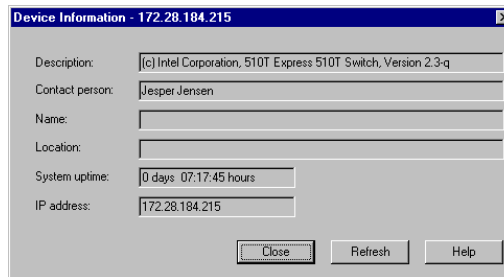 Device Information - 172.28.184.215
Description: (c) Intel Corporation, 510T Express 510T Switch, Version 2.3-q
Contact person: Jesper Jensen
Name:
Location:
System uptime: 0 days 07:17:45 hours
IP address: 172.28.184.215
Close Refresh Help